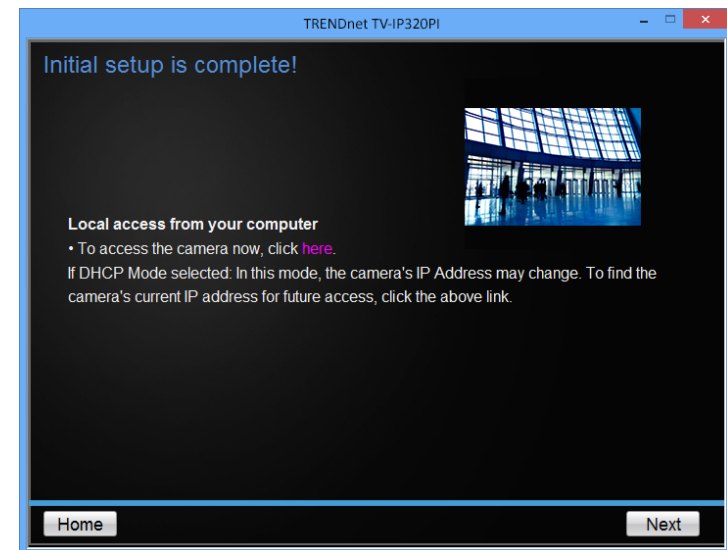 TRENDnet TV-IP320PI
Initial setup is complete!
Local access from your computer
• To access the camera now, click here.
If DHCP Mode selected: In this mode, the camera's IP Address may change. To find the
camera's current IP address for future access, click the above link.
Home
Next